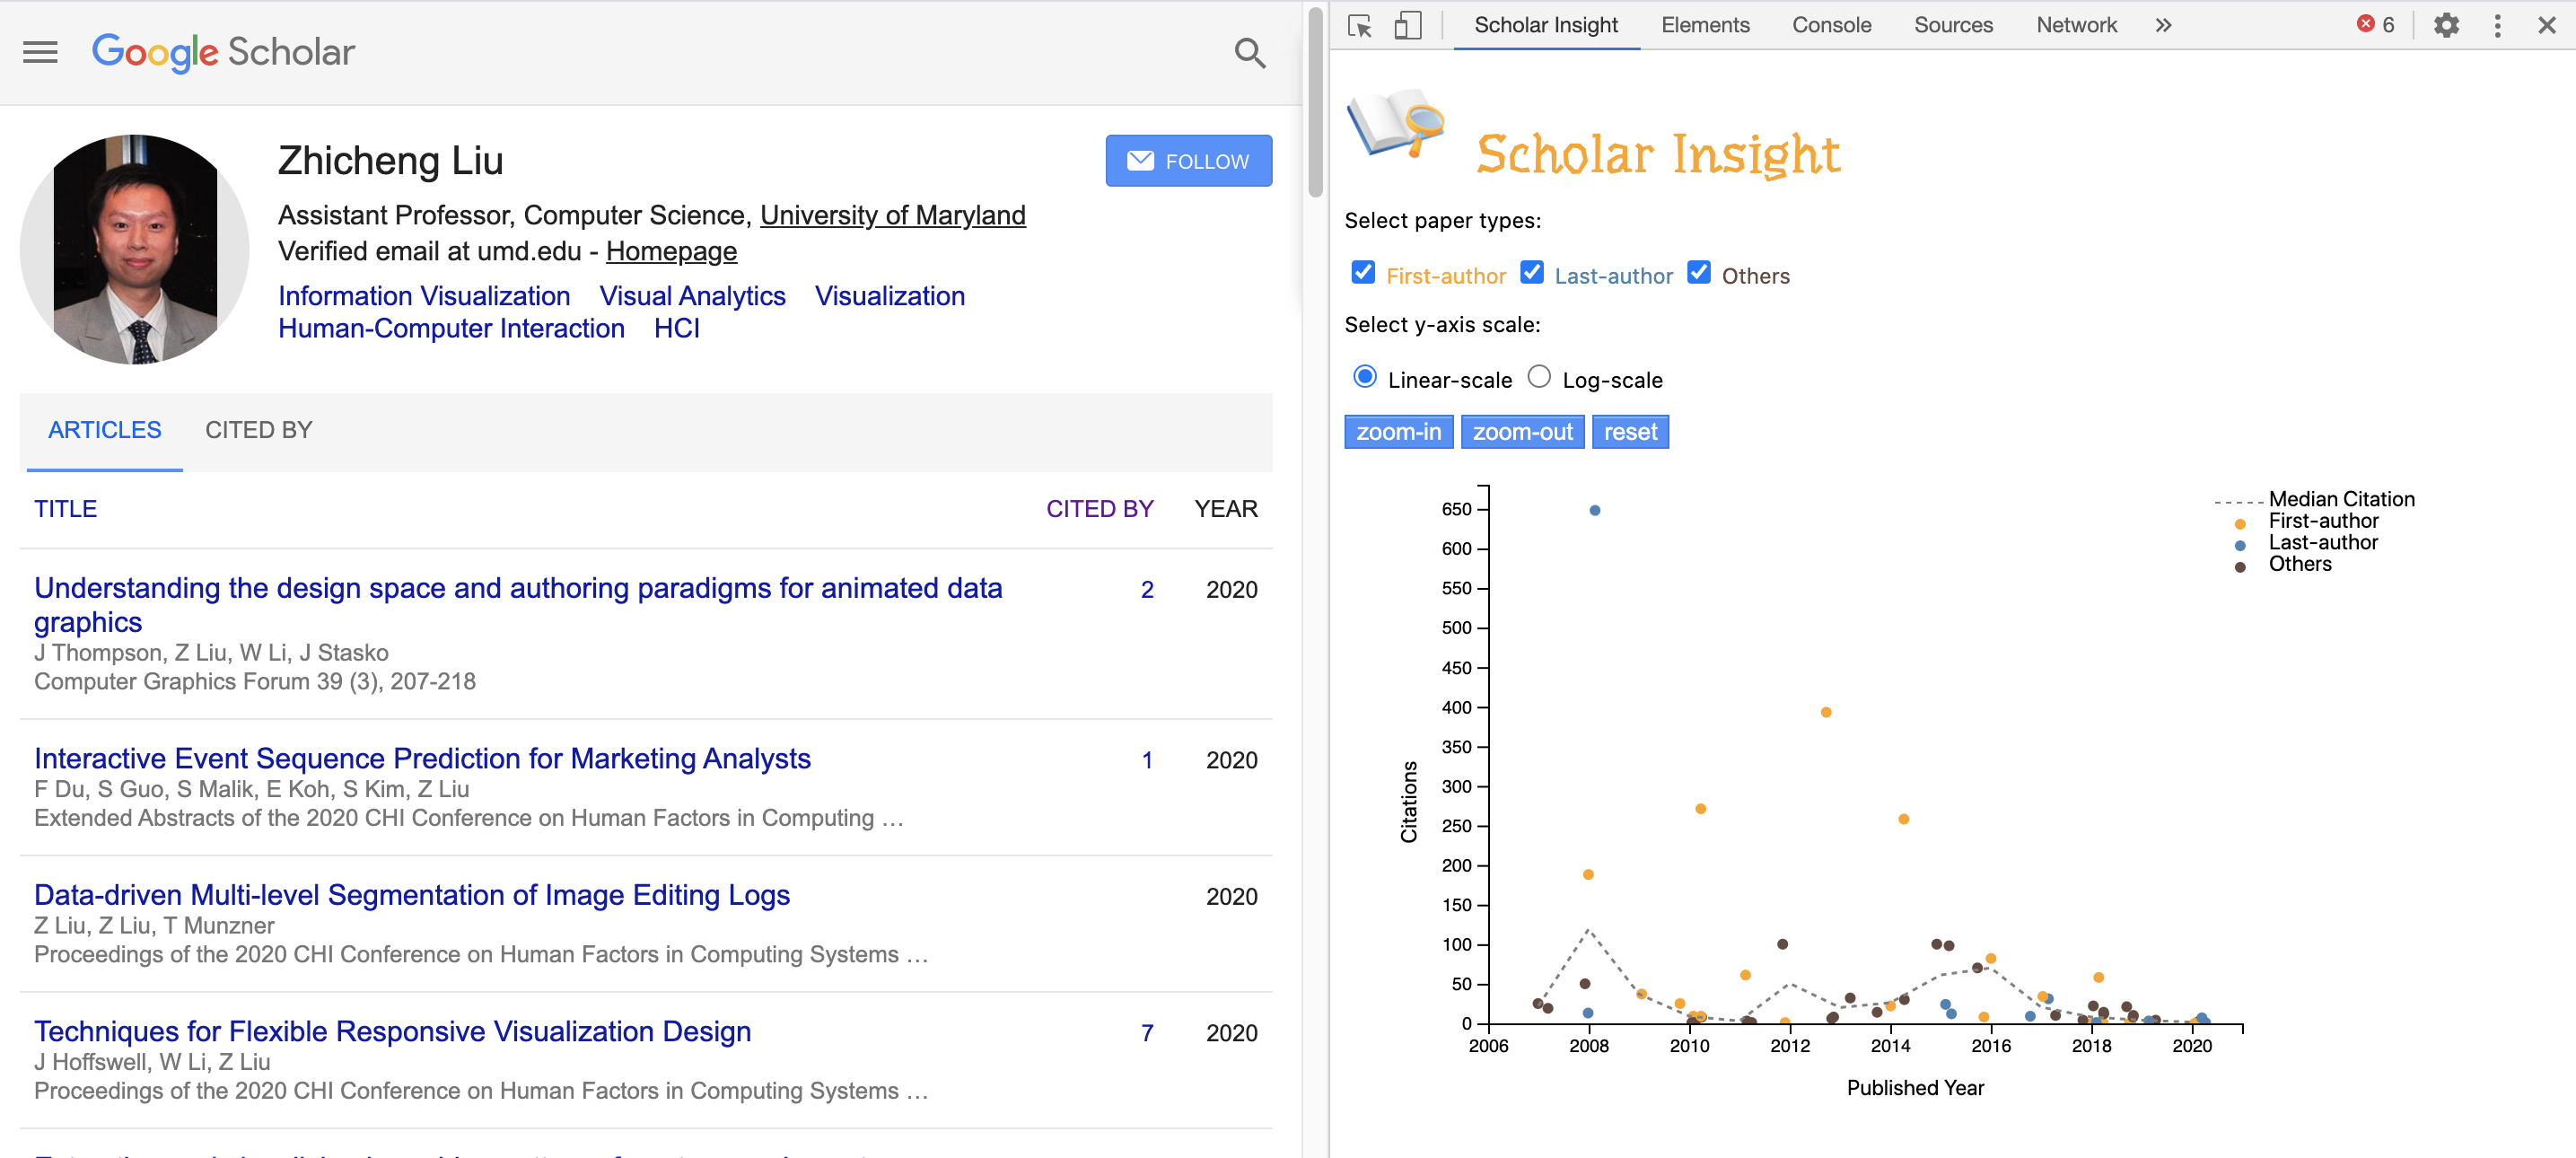 Google Scholar
Zhicheng Liu
FOLLOW
Assistant Professor, Computer Science, University of Maryland
Verified email at umd.edu - Homepage
Information Visualization Visual Analytics Visualization
Human-Computer Interaction HCI
ARTICLES CITED BY
TITLE CITED BY YEAR
Understanding the design space and authoring paradigms for animated data 2 2020
graphics
J Thompson, Z Liu, W Li, J Stasko
Computer Graphics Forum 39 (3), 207-218
Interactive Event Sequence Prediction for Marketing Analysts 1 2020
F Du, S Guo, S Malik, E Koh, S Kim, Z Liu
Extended Abstracts of the 2020 CHI Conference on Human Factors in Computing …
Data-driven Multi-level Segmentation of Image Editing Logs 2020
Z Liu, Z Liu, T Munzner
Proceedings of the 2020 CHI Conference on Human Factors in Computing Systems …
Techniques for Flexible Responsive Visualization Design 7 2020
J Hoffswell, W Li, Z Liu
Proceedings of the 2020 CHI Conference on Human Factors in Computing Systems …
Scholar Insight Elements Console Sources Network » 6
Scholar Insight
Select paper types:
First-author Last-author Others
Select y-axis scale:
Linear-scale Log-scale
zoom-in zoom-out reset
Median Citation
First-author
Last-author
Others
650
600
550
500
450
400
350
300
250
200
150
100
50
0
Citations
2006 2008 2010 2012 2014 2016 2018 2020
Published Year